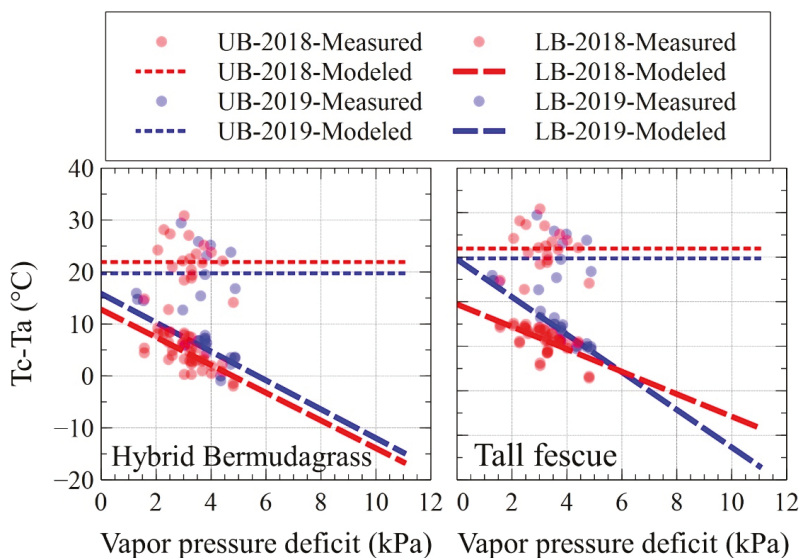 UB-2018-Measured LB-2018-Measured
UB-2018-Modeled LB-2018-Modeled
UB-2019-Measured LB-2019-Measured
UB-2019-Modeled LB-2019-Modeled
40
30
20
10
0
−10
−20
Tc-Ta (°C)
Hybrid Bermudagrass Tall fescue
0 2 4 6 8 10 12 2 4 6 8 10 12
Vapor pressure deficit (kPa) Vapor pressure deficit (kPa)